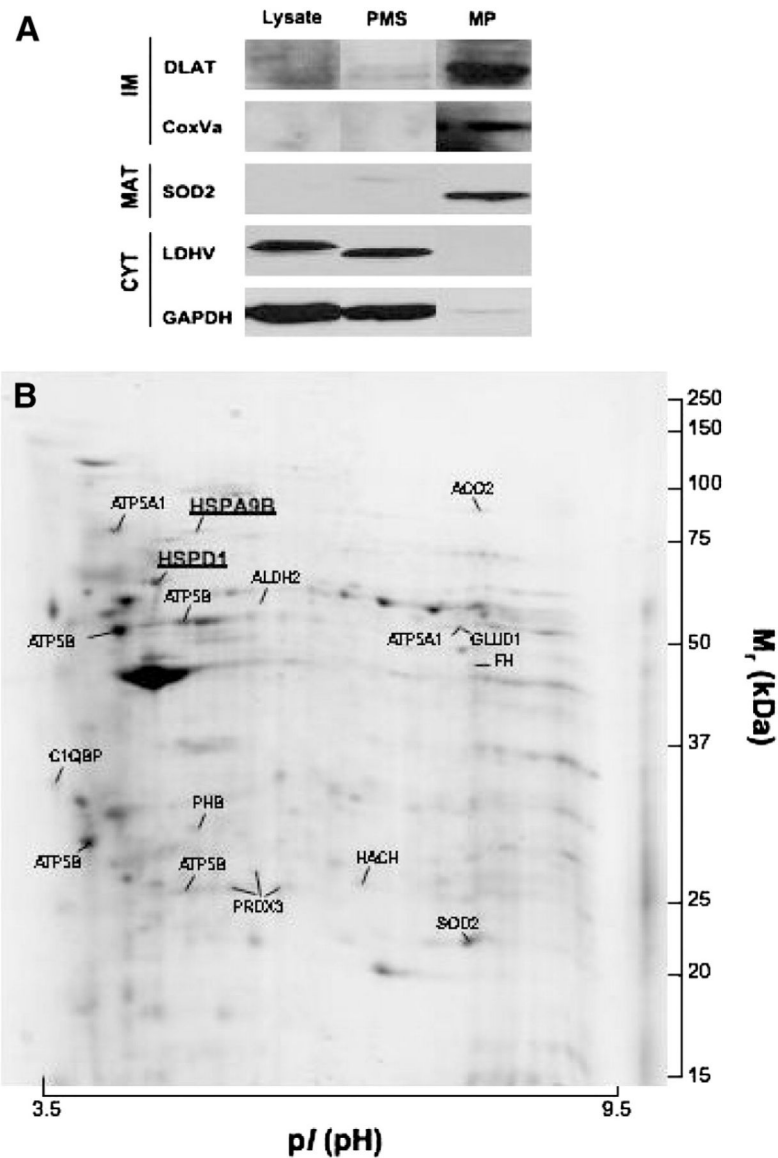 A
Lysate PMS MP
IM
DLAT
CoxVa
MAT
SOD2
CYT
LDHV
GAPDH
B
250
150
100
75
50
37
25
20
15
Mr (kDa)
ATP5A1
HSPA9B
ACO2
HSPD1
ALDH2
ATP5B
ATP5B
ATP5A1
GLUD1
FH
C1QBP
PHB
ATP5B
ATP5B
HACH
PRDX3
SOD2
3.5
9.5
pI (pH)